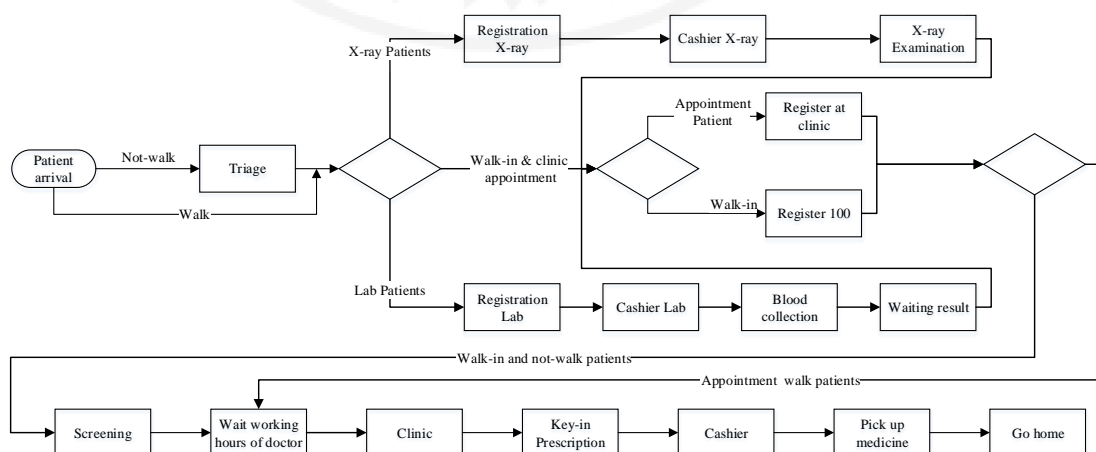 Registration
X-ray
Cashier X-ray
X-ray
Examination
X-ray Patients
Appointment
Patient
Register at
clinic
Patient
arrival
Not-walk
Triage
Walk-in & clinic
appointment
Walk
Walk-in
Register 100
Lab Patients
Registration
Lab
Cashier Lab
Blood
collection
Waiting result
Walk-in and not-walk patients
Appointment walk patients
Screening
Wait working
hours of doctor
Clinic
Key-in
Prescription
Cashier
Pick up
medicine
Go home